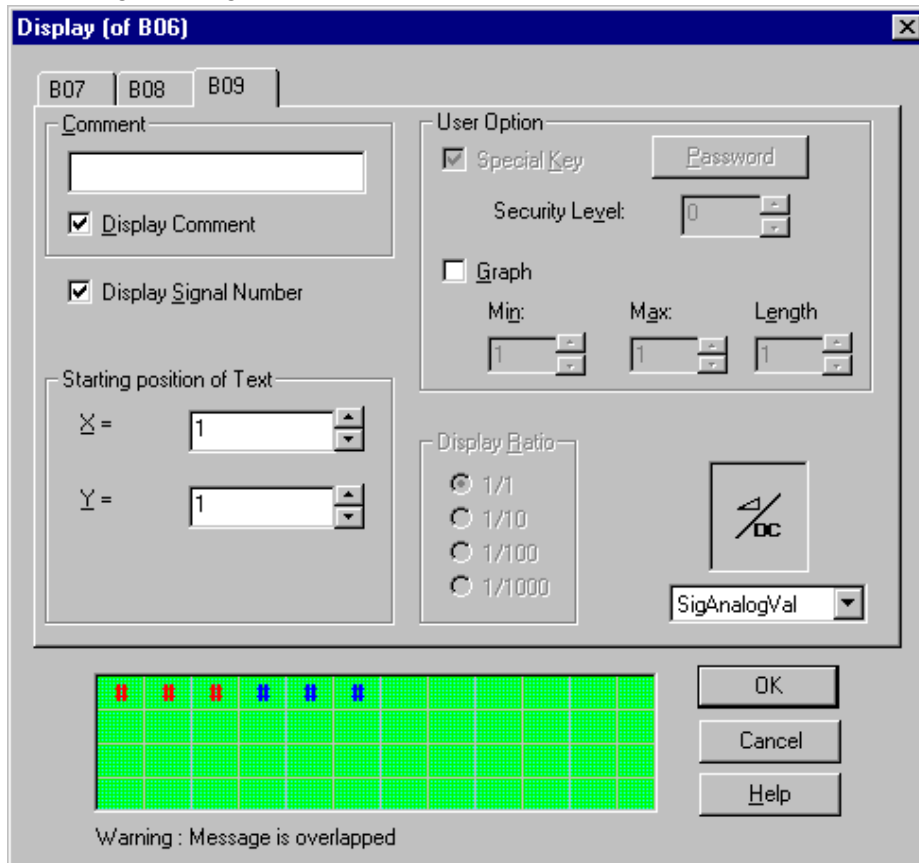 Display (of B06)
B07 B08 B09
Comment
Display Comment
Display Signal Number
Starting position of Text
X = 1
Y = 1
User Option
Special Key Password
Security Level: 0
Graph
Min: Max: Length
1 1 1
Display Ratio
1/1
1/10
1/100
1/1000
DC
SigAnalogVal
# # # # # #
OK
Cancel
Help
Warning : Message is overlapped